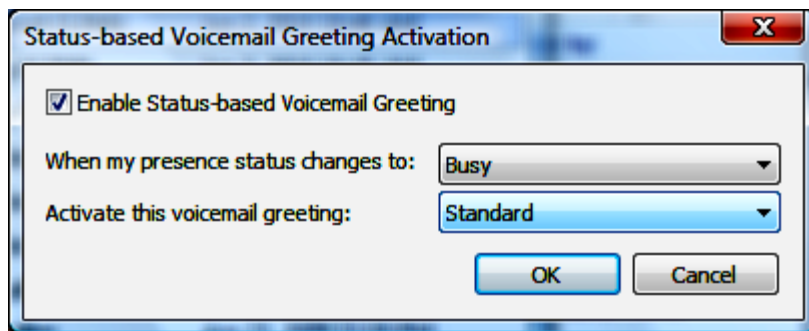 Status-based Voicemail Greeting Activation
Enable Status-based Voicemail Greeting
When my presence status changes to: Busy
Activate this voicemail greeting: Standard
OK Cancel